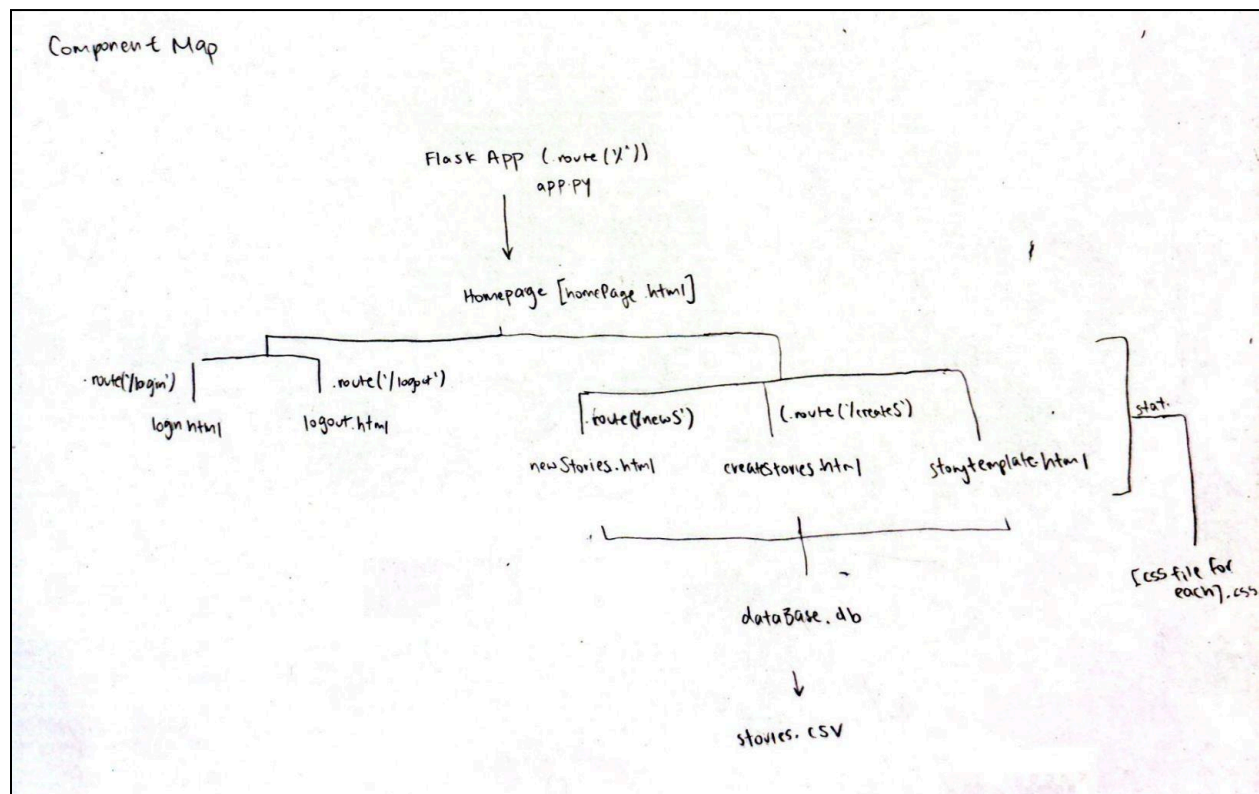 Component Map
Flask App (.route('/'))
app.py
Homepage [homePage.html]
.route('/login')
.route('/logout')
login.html
logout.html
.route('/newS')
(.route('/createS')
newStories.html
createStories.html
storytemplate.html
stat.
[css file for
each].css
dataBase.db
stories.csv